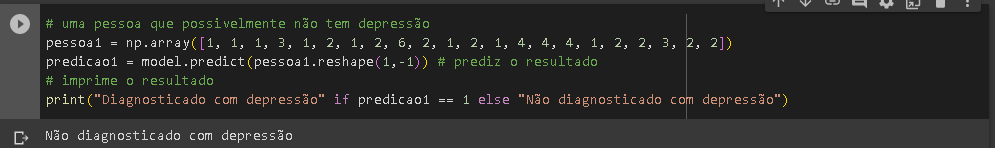 # uma pessoa que possivelmente não tem depressão
pessoa1 = np.array([1, 1, 1, 3, 1, 2, 1, 2, 6, 2, 1, 2, 1, 4, 4, 4, 1, 2, 2, 3, 2, 2])
predicao1 = model.predict(pessoa1.reshape(1,-1)) # prediz o resultado
# imprime o resultado
print("Diagnosticado com depressão" if predicao1 == 1 else "Não diagnosticado com depressão")
Não diagnosticado com depressão